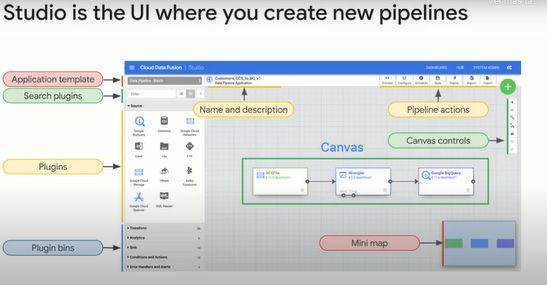 Studio is the UI where you create new pipelines
Cloud Data Fusion | Studio
DASHBOARD HUB SYSTEM ADMIN
Application template
Data Pipeline - Batch
Customers_GCS_to_BQ_v1
Data Pipeline Application
Preview Configure Schedule Save Deploy Import Export
Search plugins
Filter
Name and description
Pipeline actions
Source
Google BigQuery
Database
Google Cloud Datastore
Canvas controls
Canvas
Excel
File
FTP
Plugins
Google Cloud Storage
HBase
Kafka Consumer
GCSFile
Wrangler
Google BigQuery
Google Cloud Spanner
XML Reader
Transform
Analytics
Plugin bins
Sink
Conditions and Actions
Error Handlers and Alerts
Mini map